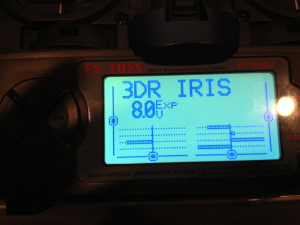 FS-TH9X
3DR IRIS
8.0V Exp